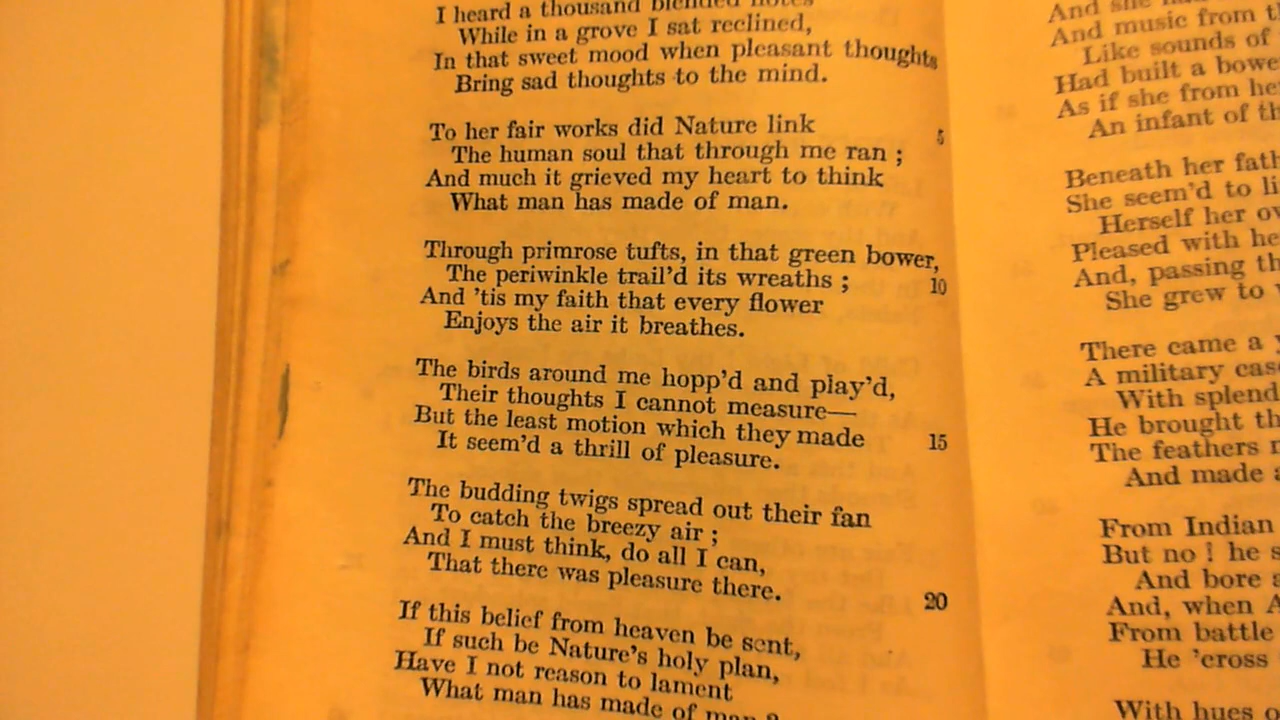 I heard a thousand blended notes
While in a grove I sat reclined,
In that sweet mood when pleasant thoughts
Bring sad thoughts to the mind.
To her fair works did Nature link
5
The human soul that through me ran ;
And much it grieved my heart to think
What man has made of man.
Through primrose tufts, in that green bower,
The periwinkle trail'd its wreaths ;
10
And 'tis my faith that every flower
Enjoys the air it breathes.
The birds around me hopp'd and play'd,
Their thoughts I cannot measure—
But the least motion which they made
15
It seem'd a thrill of pleasure.
The budding twigs spread out their fan
To catch the breezy air ;
And I must think, do all I can,
That there was pleasure there.
20
If this belief from heaven be sent,
If such be Nature's holy plan,
Have I not reason to lament
What man has made of man ?
And she had
And music from
Like sounds of
Had built a
As if she from
An infant of
Beneath her
She seem'd to
Herself her
Pleased with
And, passing
She grew to
There came a
A military
With
He brought
The feathers
And made
From Indian
But no ! he
And bore
And, when
From battle
He 'cross
With hues